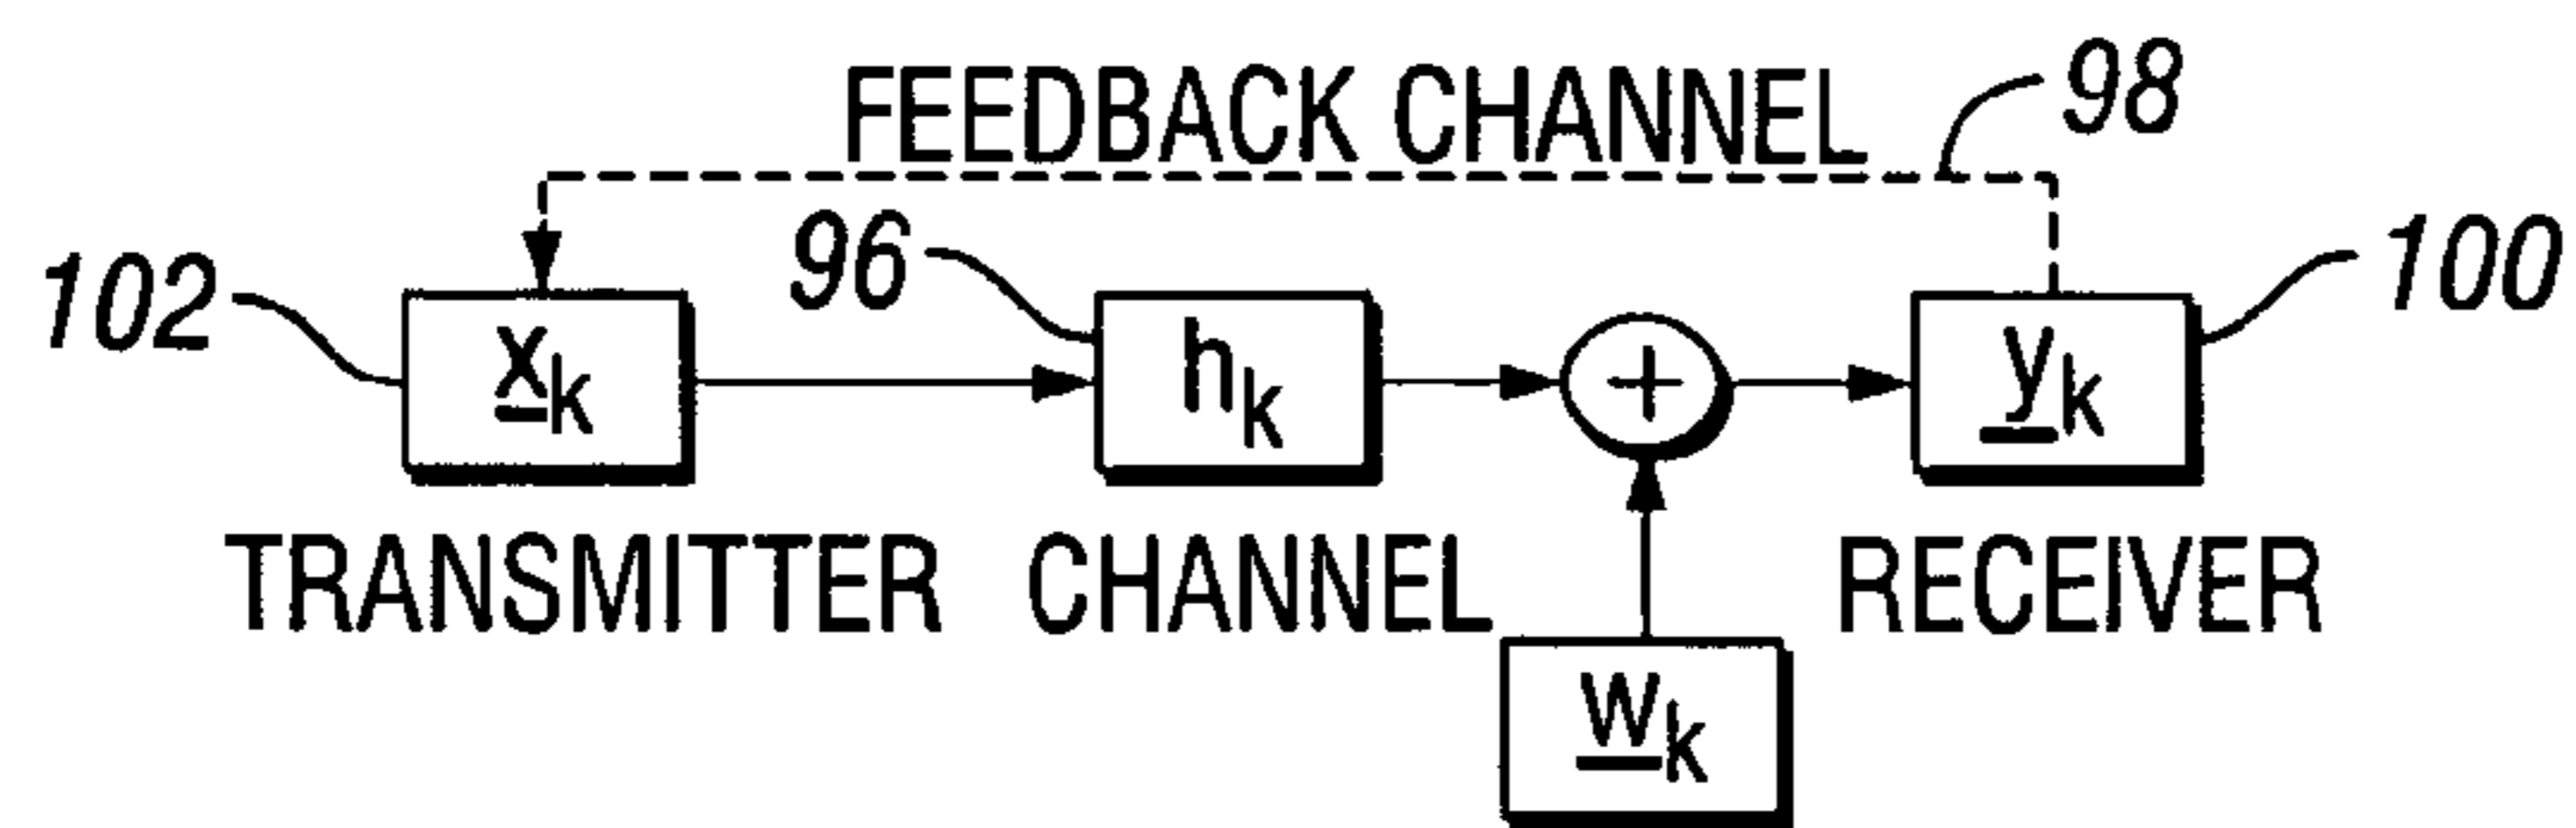 FEEDBACK CHANNEL 98
102 x_k 96 h_k + y_k 100
TRANSMITTER CHANNEL RECEIVER
w_k